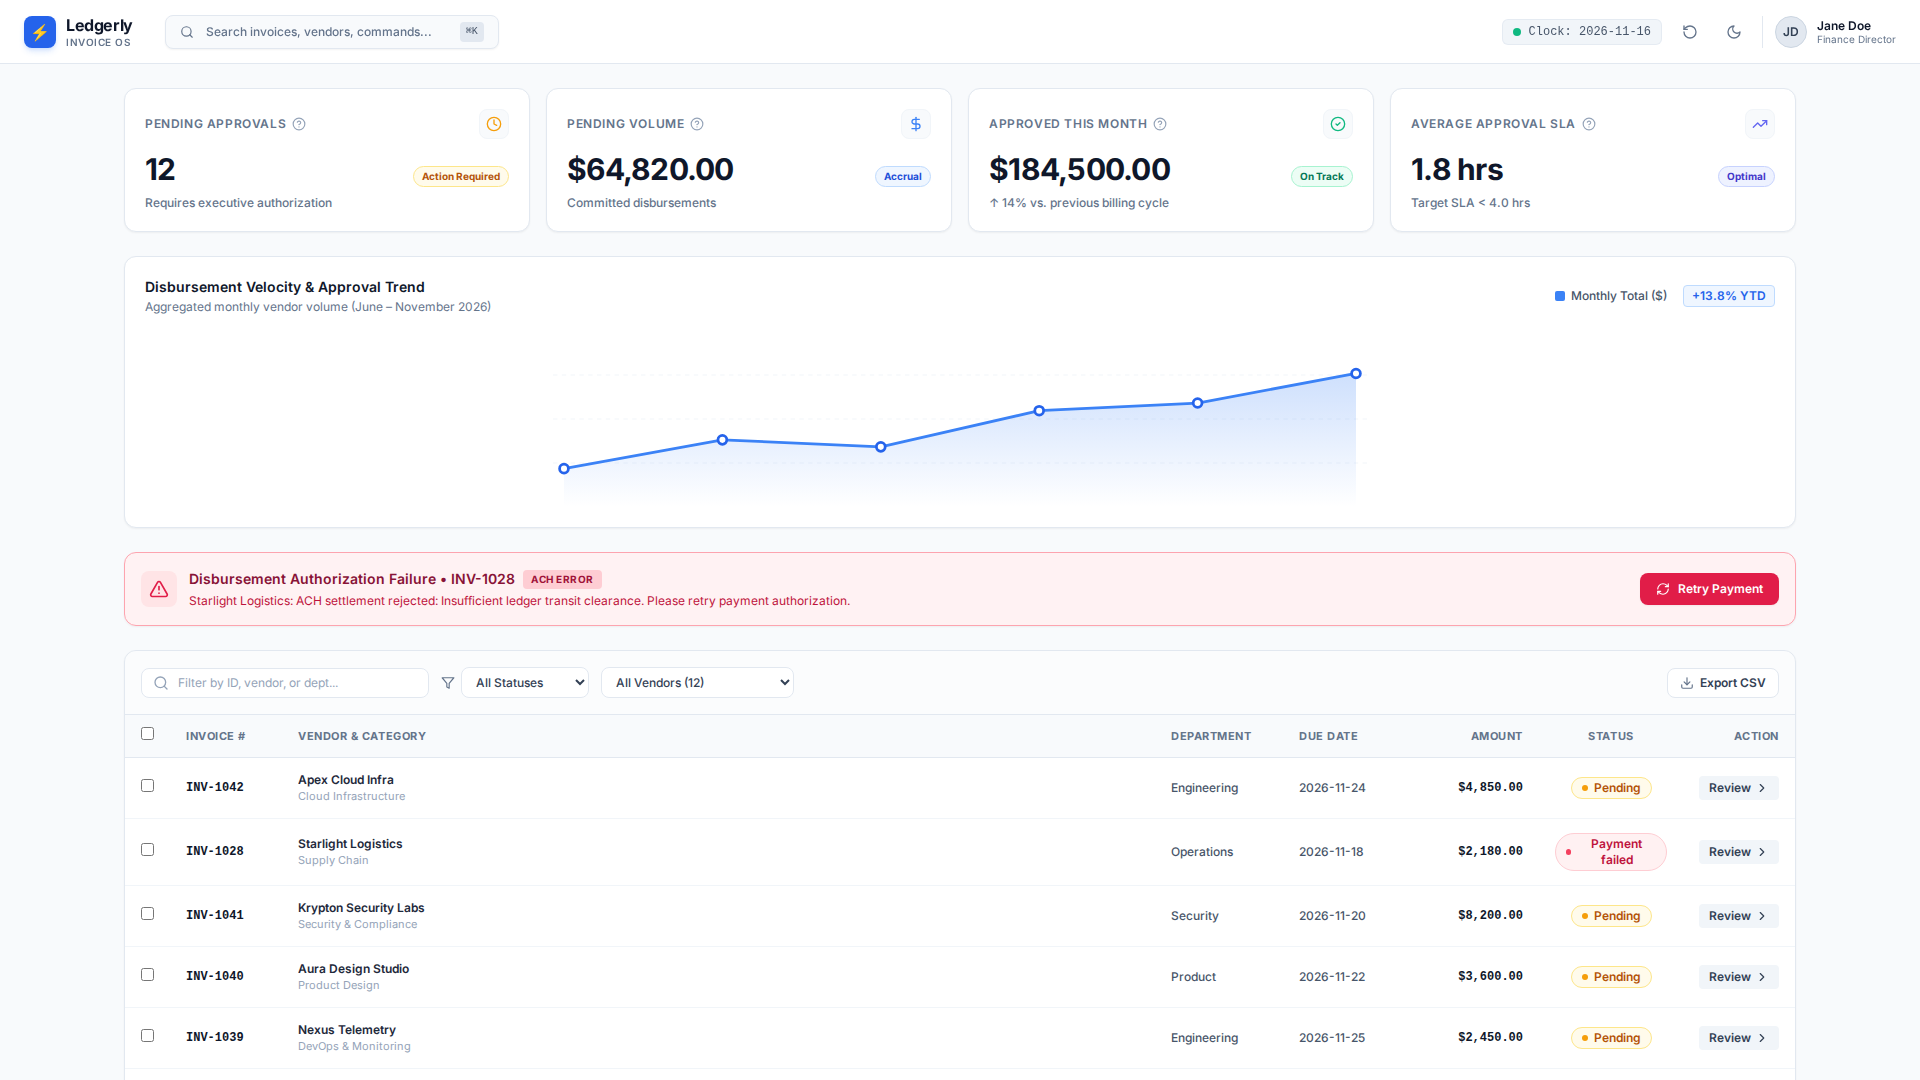 Ledgerly
INVOICE OS
Search invoices, vendors, commands... ⌘K
Clock: 2026-11-16
JD
Jane Doe
Finance Director
PENDING APPROVALS
12
Action Required
Requires executive authorization
PENDING VOLUME
$64,820.00
Accrual
Committed disbursements
APPROVED THIS MONTH
$184,500.00
On Track
↑ 14% vs. previous billing cycle
AVERAGE APPROVAL SLA
1.8 hrs
Optimal
Target SLA < 4.0 hrs
Disbursement Velocity & Approval Trend
Aggregated monthly vendor volume (June – November 2026)
Monthly Total ($)
+13.8% YTD
Disbursement Authorization Failure • INV-1028 ACH ERROR
Starlight Logistics: ACH settlement rejected: Insufficient ledger transit clearance. Please retry payment authorization.
Retry Payment
Filter by ID, vendor, or dept...
All Statuses
All Vendors (12)
Export CSV
INVOICE # VENDOR & CATEGORY DEPARTMENT DUE DATE AMOUNT STATUS ACTION
INV-1042 Apex Cloud Infra Engineering 2026-11-24 $4,850.00 Pending Review
Cloud Infrastructure
INV-1028 Starlight Logistics Operations 2026-11-18 $2,180.00 Payment failed Review
Supply Chain
INV-1041 Krypton Security Labs Security 2026-11-20 $8,200.00 Pending Review
Security & Compliance
INV-1040 Aura Design Studio Product 2026-11-22 $3,600.00 Pending Review
Product Design
INV-1039 Nexus Telemetry Engineering 2026-11-25 $2,450.00 Pending Review
DevOps & Monitoring